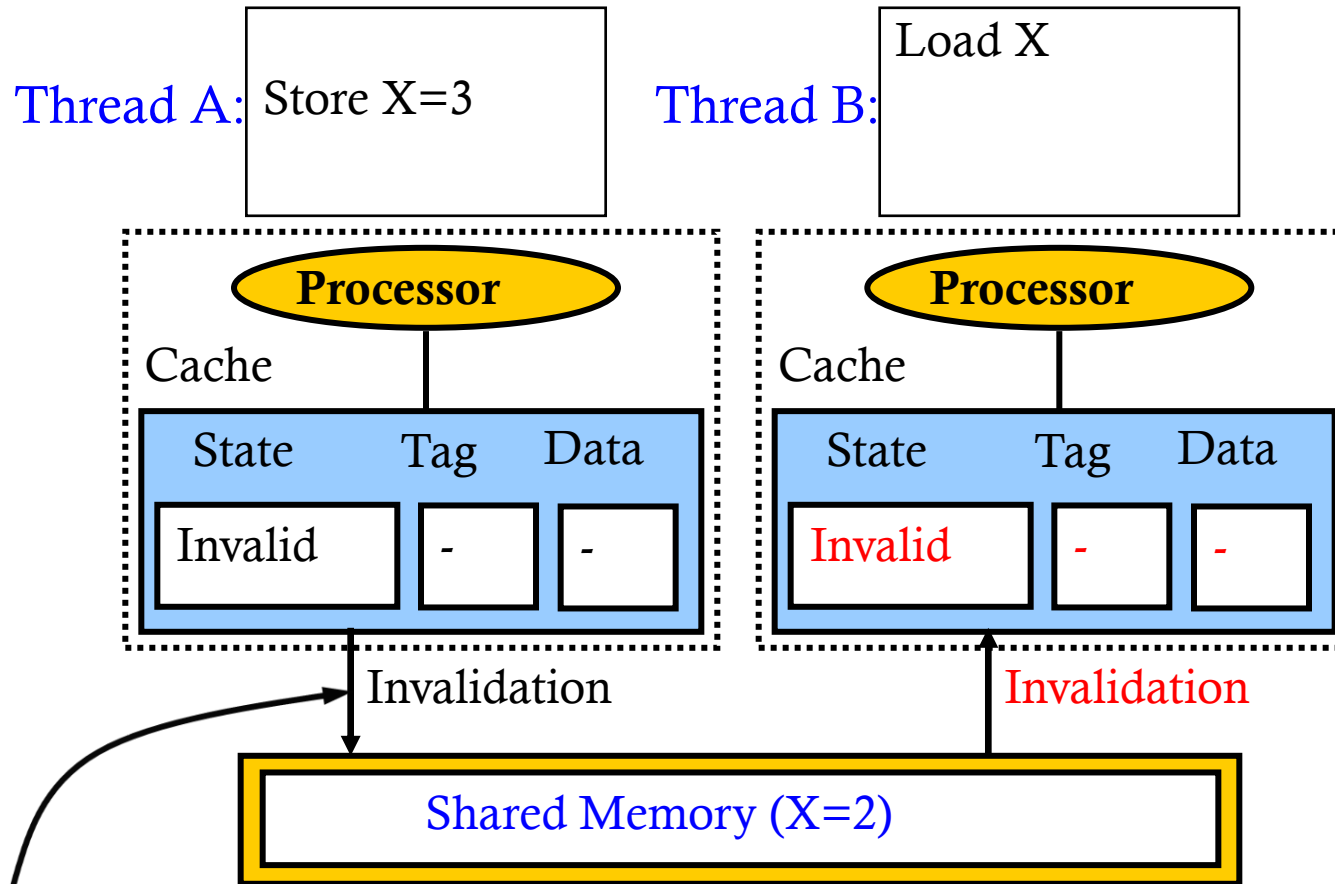 Load X
Thread A: Store X=3
Thread B:
Processor
Processor
Cache
Cache
State Tag Data
State Tag Data
Invalid - -
Invalid - -
Invalidation
Invalidation
Shared Memory (X=2)